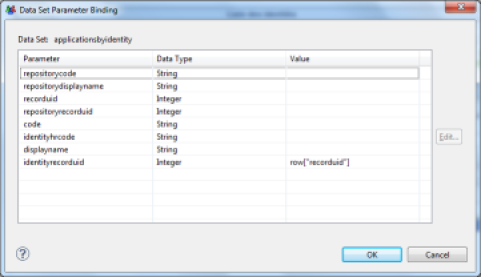 Data Set Parameter Binding
Data Set: applicationsbyidentity
Parameter Data Type Value
repositorycode String
repositorydisplayname String
recorduid Integer
repositoryrecorduid Integer
code String
identityhrcode String
displayname String
identityrecorduid Integer row["recorduid"]
Edit...
? OK Cancel